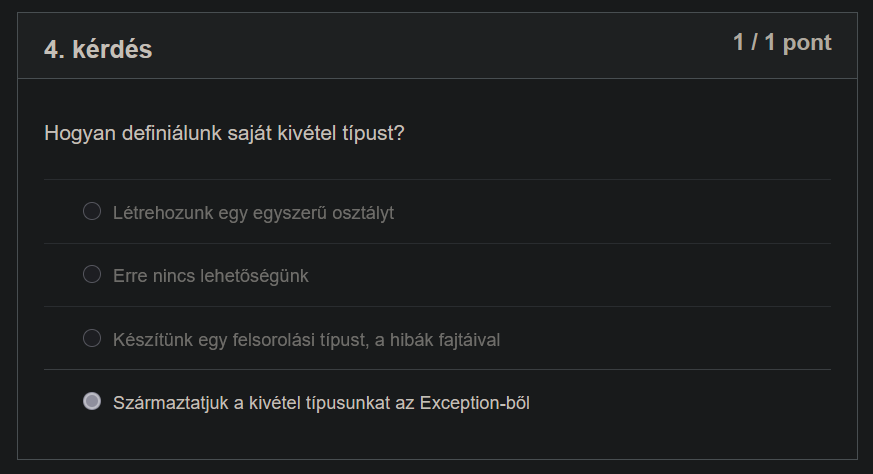 4. kérdés
1 / 1 pont
Hogyan definiálunk saját kivétel típust?
Létrehozunk egy egyszerű osztályt
Erre nincs lehetőségünk
Készítünk egy felsorolási típust, a hibák fajtáival
Származtatjuk a kivétel típusunkat az Exception-ből